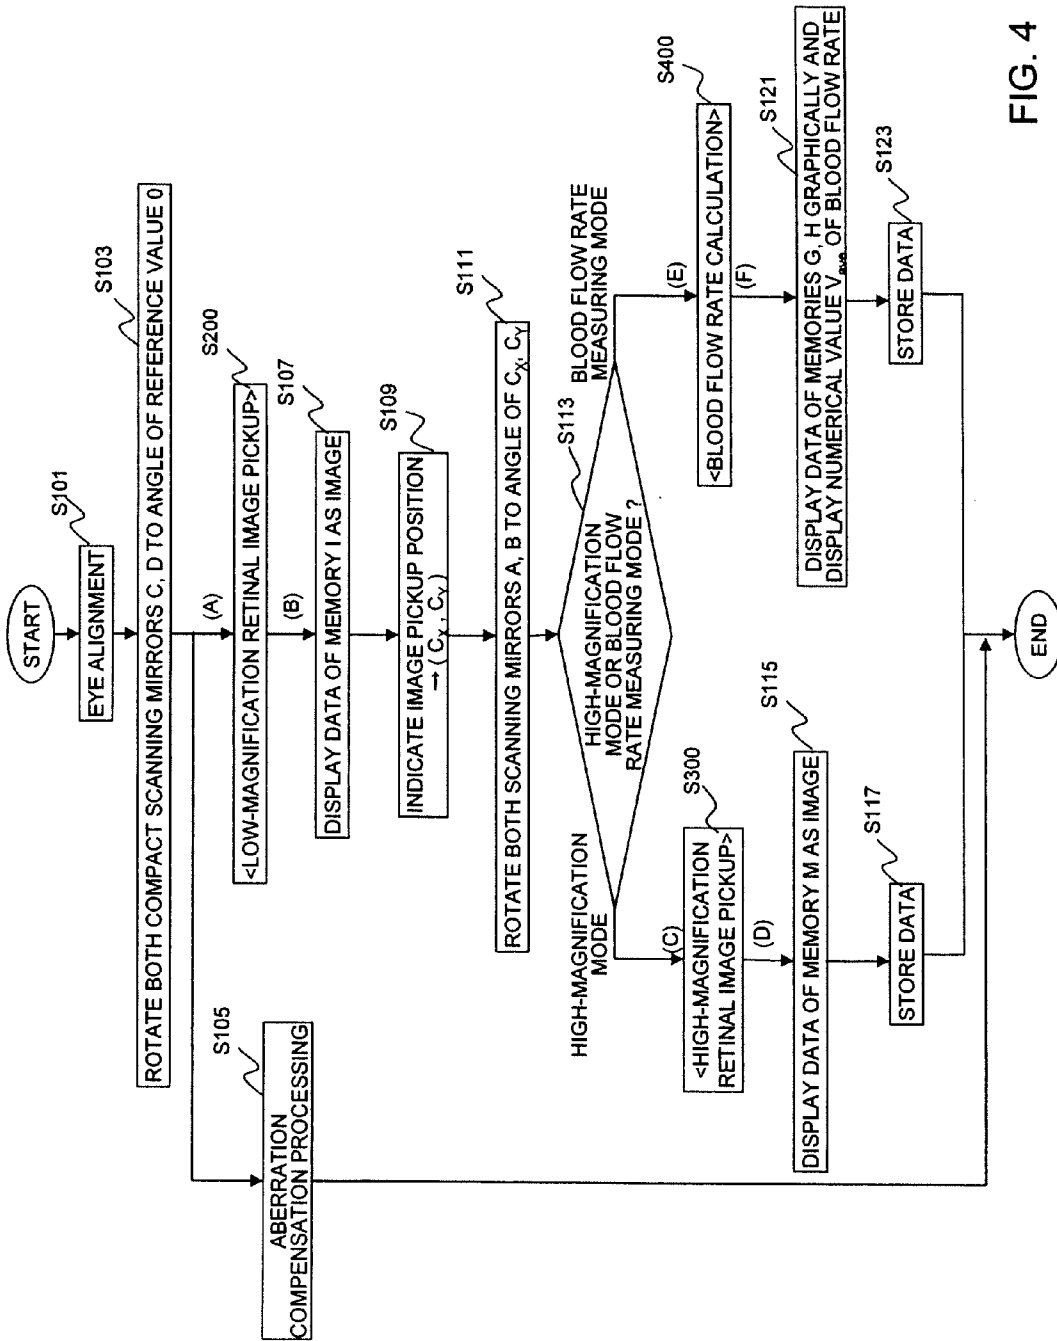 START
S101
EYE ALIGNMENT
S103
ROTATE BOTH COMPACT SCANNING MIRRORS C, D TO ANGLE OF REFERENCE VALUE 0
S105
ABERRATION
COMPENSATION PROCESSING
(A)
S200
<LOW-MAGNIFICATION RETINAL IMAGE PICKUP>
(B)
S107
DISPLAY DATA OF MEMORY I AS IMAGE
S109
INDICATE IMAGE PICKUP POSITION
→ ( CX , CY )
S111
ROTATE BOTH SCANNING MIRRORS A, B TO ANGLE OF CX, CY
S113
HIGH-MAGNIFICATION
MODE OR BLOOD FLOW
RATE MEASURING MODE ?
HIGH-MAGNIFICATION
MODE
(C)
S300
<HIGH-MAGNIFICATION
RETINAL IMAGE PICKUP>
(D)
S115
DISPLAY DATA OF MEMORY M AS IMAGE
S117
STORE DATA
BLOOD FLOW RATE
MEASURING MODE
(E)
S400
<BLOOD FLOW RATE CALCULATION>
(F)
S121
DISPLAY DATA OF MEMORIES G, H GRAPHICALLY AND
DISPLAY NUMERICAL VALUE Vave OF BLOOD FLOW RATE
S123
STORE DATA
END
FIG. 4